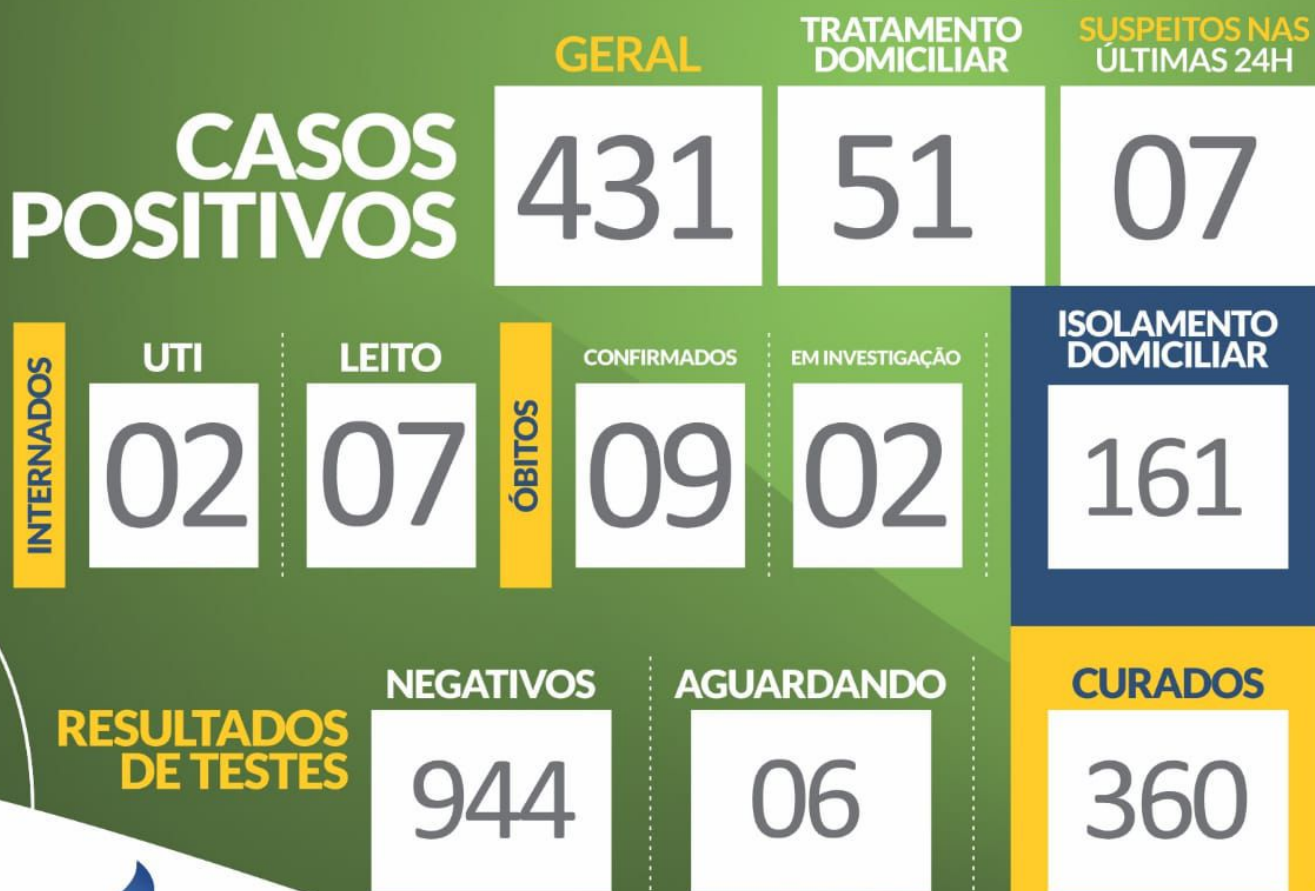 GERAL
TRATAMENTO
DOMICILIAR
SUSPEITOS NAS
ÚLTIMAS 24H
CASOS
POSITIVOS
431
51
07
INTERNADOS
UTI
02
LEITO
07
ÓBITOS
CONFIRMADOS
09
EM INVESTIGAÇÃO
02
ISOLAMENTO
DOMICILIAR
161
RESULTADOS
DE TESTES
NEGATIVOS
944
AGUARDANDO
06
CURADOS
360